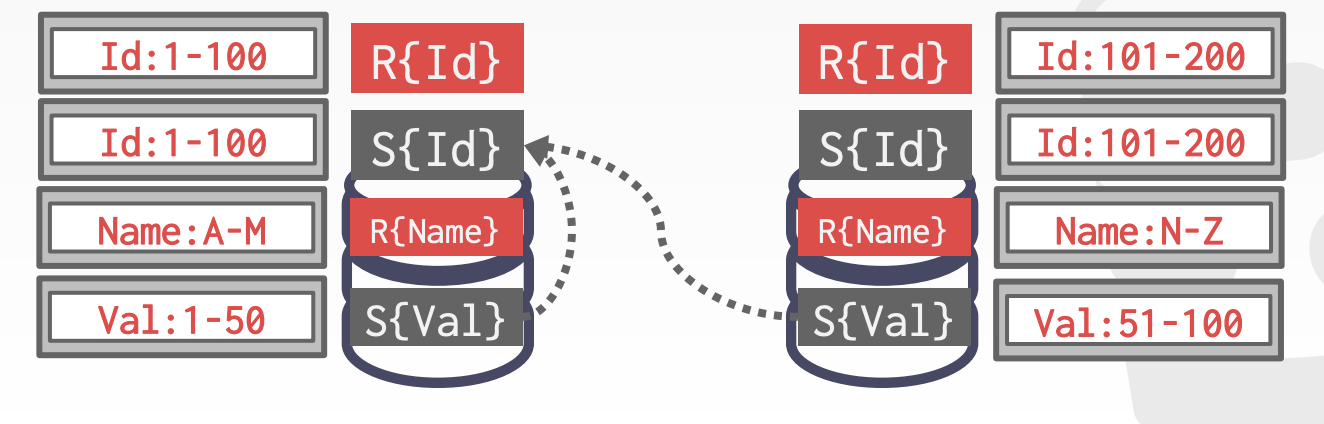 Id:1-100
R{Id}
R{Id}
Id:101-200
Id:1-100
S{Id}
S{Id}
Id:101-200
Name:A-M
R{Name}
R{Name}
Name:N-Z
Val:1-50
S{Val}
S{Val}
Val:51-100